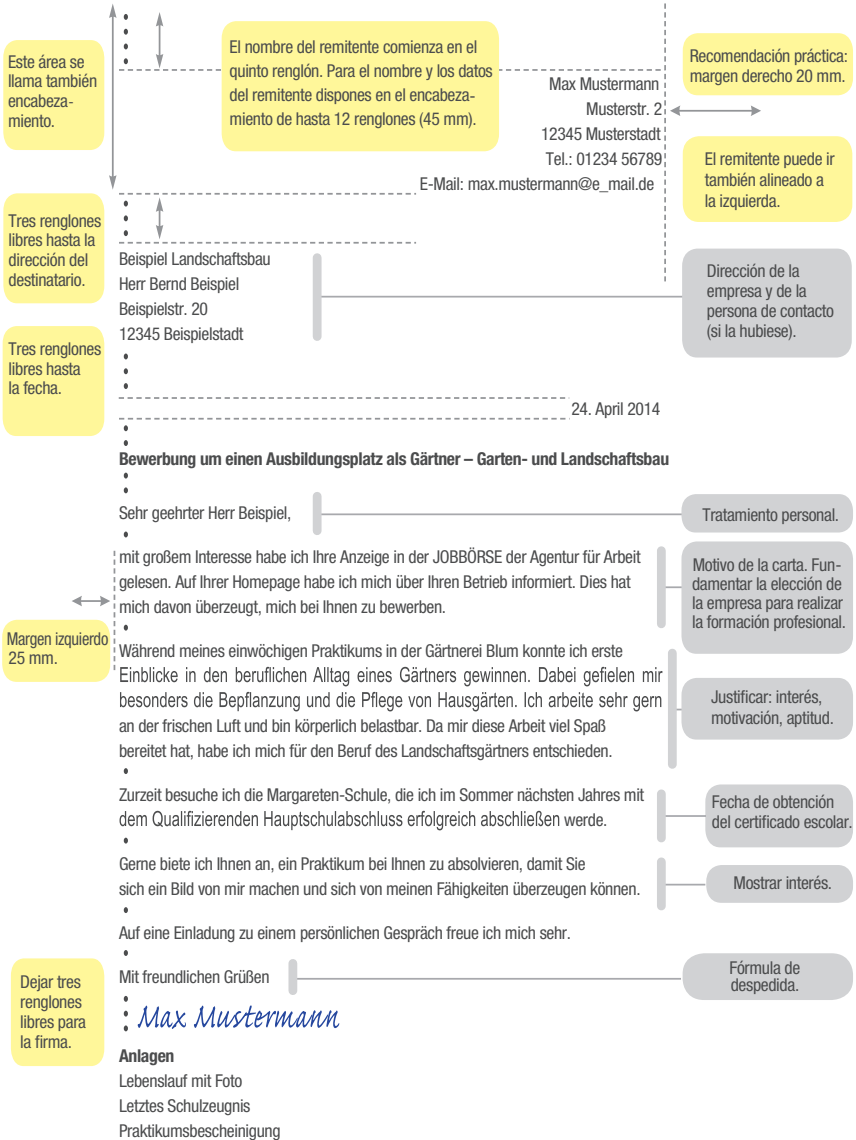 Este área se
llama también
encabeza-
miento.
El nombre del remitente comienza en el
quinto renglón. Para el nombre y los datos
del remitente dispones en el encabeza-
miento de hasta 12 renglones (45 mm).
Recomendación práctica:
margen derecho 20 mm.
Max Mustermann
Musterstr. 2
12345 Musterstadt
Tel.: 01234 56789
E-Mail: max.mustermann@e_mail.de
El remitente puede ir
también alineado a
la izquierda.
Tres renglones
libres hasta la
dirección del
destinatario.
Beispiel Landschaftsbau
Herr Bernd Beispiel
Beispielstr. 20
12345 Beispielstadt
Dirección de la
empresa y de la
persona de contacto
(si la hubiese).
Tres renglones
libres hasta
la fecha.
24. April 2014
Bewerbung um einen Ausbildungsplatz als Gärtner – Garten- und Landschaftsbau
Sehr geehrter Herr Beispiel,
Tratamiento personal.
mit großem Interesse habe ich Ihre Anzeige in der JOBBÖRSE der Agentur für Arbeit
gelesen. Auf Ihrer Homepage habe ich mich über Ihren Betrieb informiert. Dies hat
mich davon überzeugt, mich bei Ihnen zu bewerben.
Motivo de la carta. Fun-
damentar la elección de
la empresa para realizar
la formación profesional.
Margen izquierdo
25 mm.
Während meines einwöchigen Praktikums in der Gärtnerei Blum konnte ich erste
Einblicke in den beruflichen Alltag eines Gärtners gewinnen. Dabei gefielen mir
besonders die Bepflanzung und die Pflege von Hausgärten. Ich arbeite sehr gern
an der frischen Luft und bin körperlich belastbar. Da mir diese Arbeit viel Spaß
bereitet hat, habe ich mich für den Beruf des Landschaftsgärtners entschieden.
Justificar: interés,
motivación, aptitud.
Zurzeit besuche ich die Margareten-Schule, die ich im Sommer nächsten Jahres mit
dem Qualifizierenden Hauptschulabschluss erfolgreich abschließen werde.
Fecha de obtención
del certificado escolar.
Gerne biete ich Ihnen an, ein Praktikum bei Ihnen zu absolvieren, damit Sie
sich ein Bild von mir machen und sich von meinen Fähigkeiten überzeugen können.
Mostrar interés.
Auf eine Einladung zu einem persönlichen Gespräch freue ich mich sehr.
Mit freundlichen Grüßen
Fórmula de
despedida.
Dejar tres
renglones
libres para
la firma.
Max Mustermann
Anlagen
Lebenslauf mit Foto
Letztes Schulzeugnis
Praktikumsbescheinigung